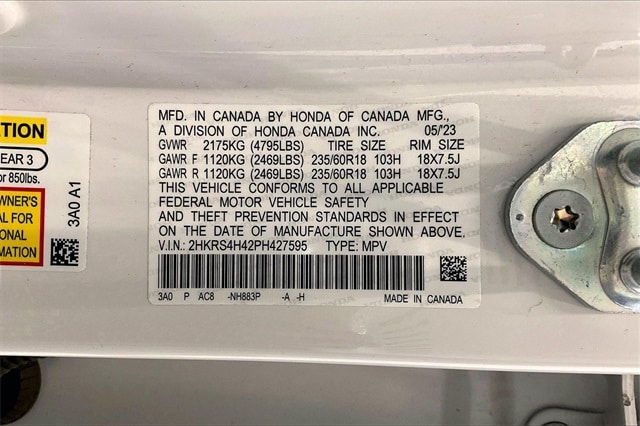 MFD. IN CANADA BY HONDA OF CANADA MFG.,
A DIVISION OF HONDA CANADA INC. 05/'23
GVWR 2175KG (4795LBS) TIRE SIZE RIM SIZE
GAWR F 1120KG (2469LBS) 235/60R18 103H 18X7.5J
GAWR R 1120KG (2469LBS) 235/60R18 103H 18X7.5J
THIS VEHICLE CONFORMS TO ALL APPLICABLE
FEDERAL MOTOR VEHICLE SAFETY
AND THEFT PREVENTION STANDARDS IN EFFECT
ON THE DATE OF MANUFACTURE SHOWN ABOVE.
V.I.N.: 2HKRS4H42PH427595 TYPE: MPV
3A0 P AC8 -NH883P -A -H MADE IN CANADA
EAR 3
or 850lbs.
WNER'S
AL FOR
IONAL
MATION
3A0 A1